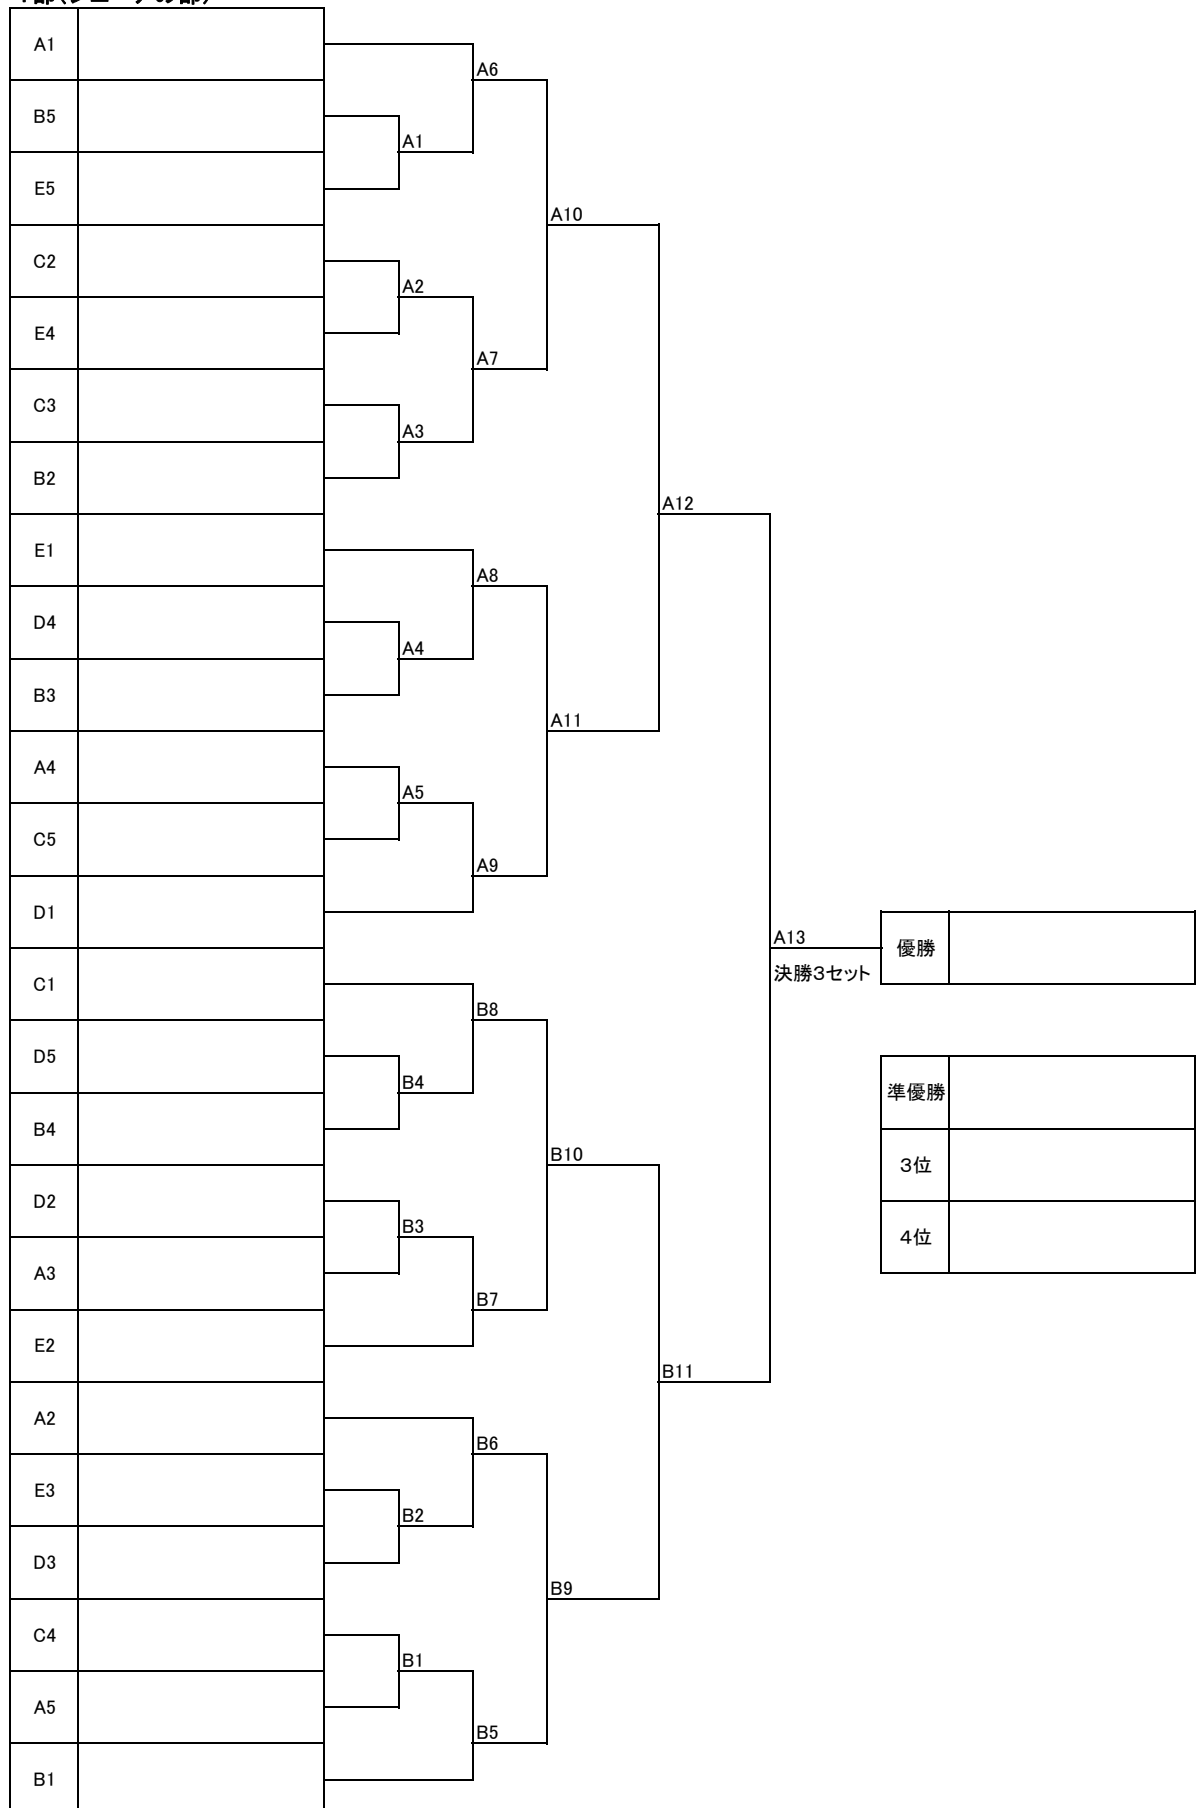 A1
A6
B5
A1
E5
A10
C2
A2
E4
A7
C3
A3
B2
A12
E1
A8
D4
A4
B3
A11
A4
A5
C5
A9
D1
A13
優勝
決勝3セット
C1
B8
D5
B4
準優勝
B4
B10
3位
D2
B3
4位
A3
B7
E2
B11
A2
B6
E3
B2
D3
B9
C4
B1
A5
B5
B1